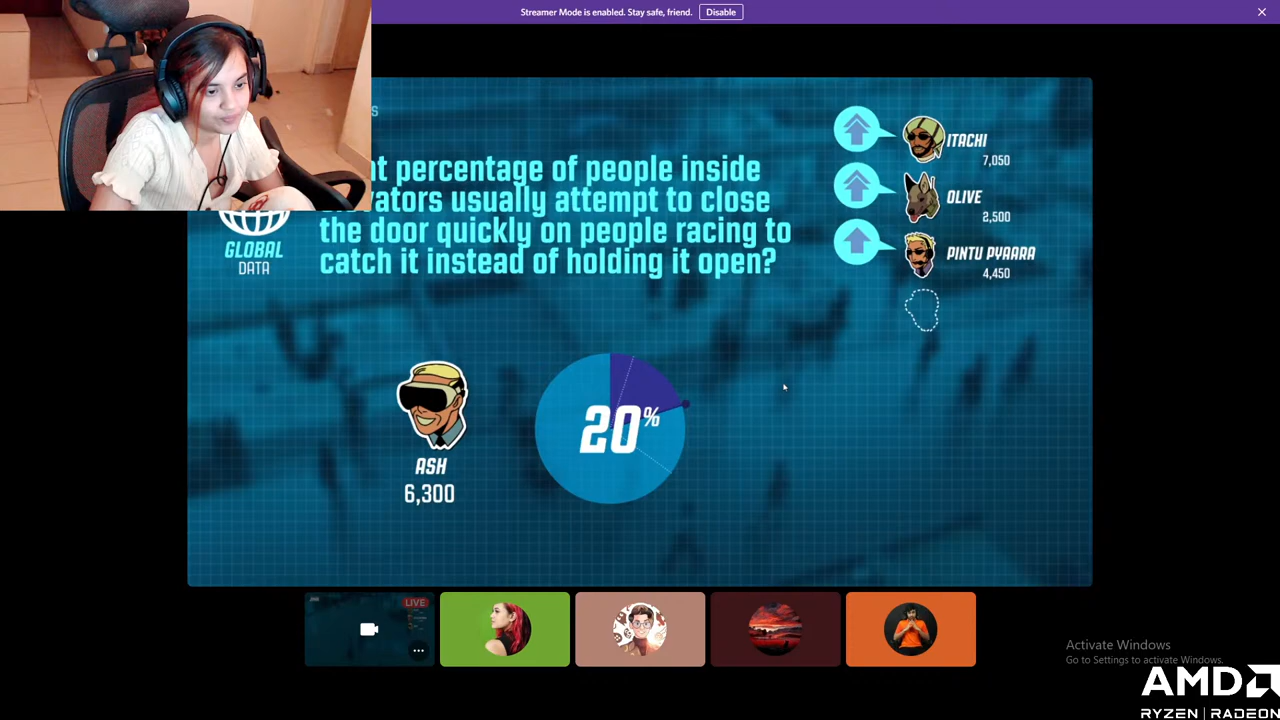 Streamer Mode is enabled. Stay safe, friend. Disable
percentage of people inside
usually attempt to close
the door quickly on people racing to
catch it instead of holding it open?
GLOBAL
DATA
ITACHI
7,050
OLIVE
2,500
PINTU PYAARA
4,450
20%
ASH
6,300
LIVE
Activate Windows
Go to Settings to activate Windows.
AMD
RYZEN | RADEON